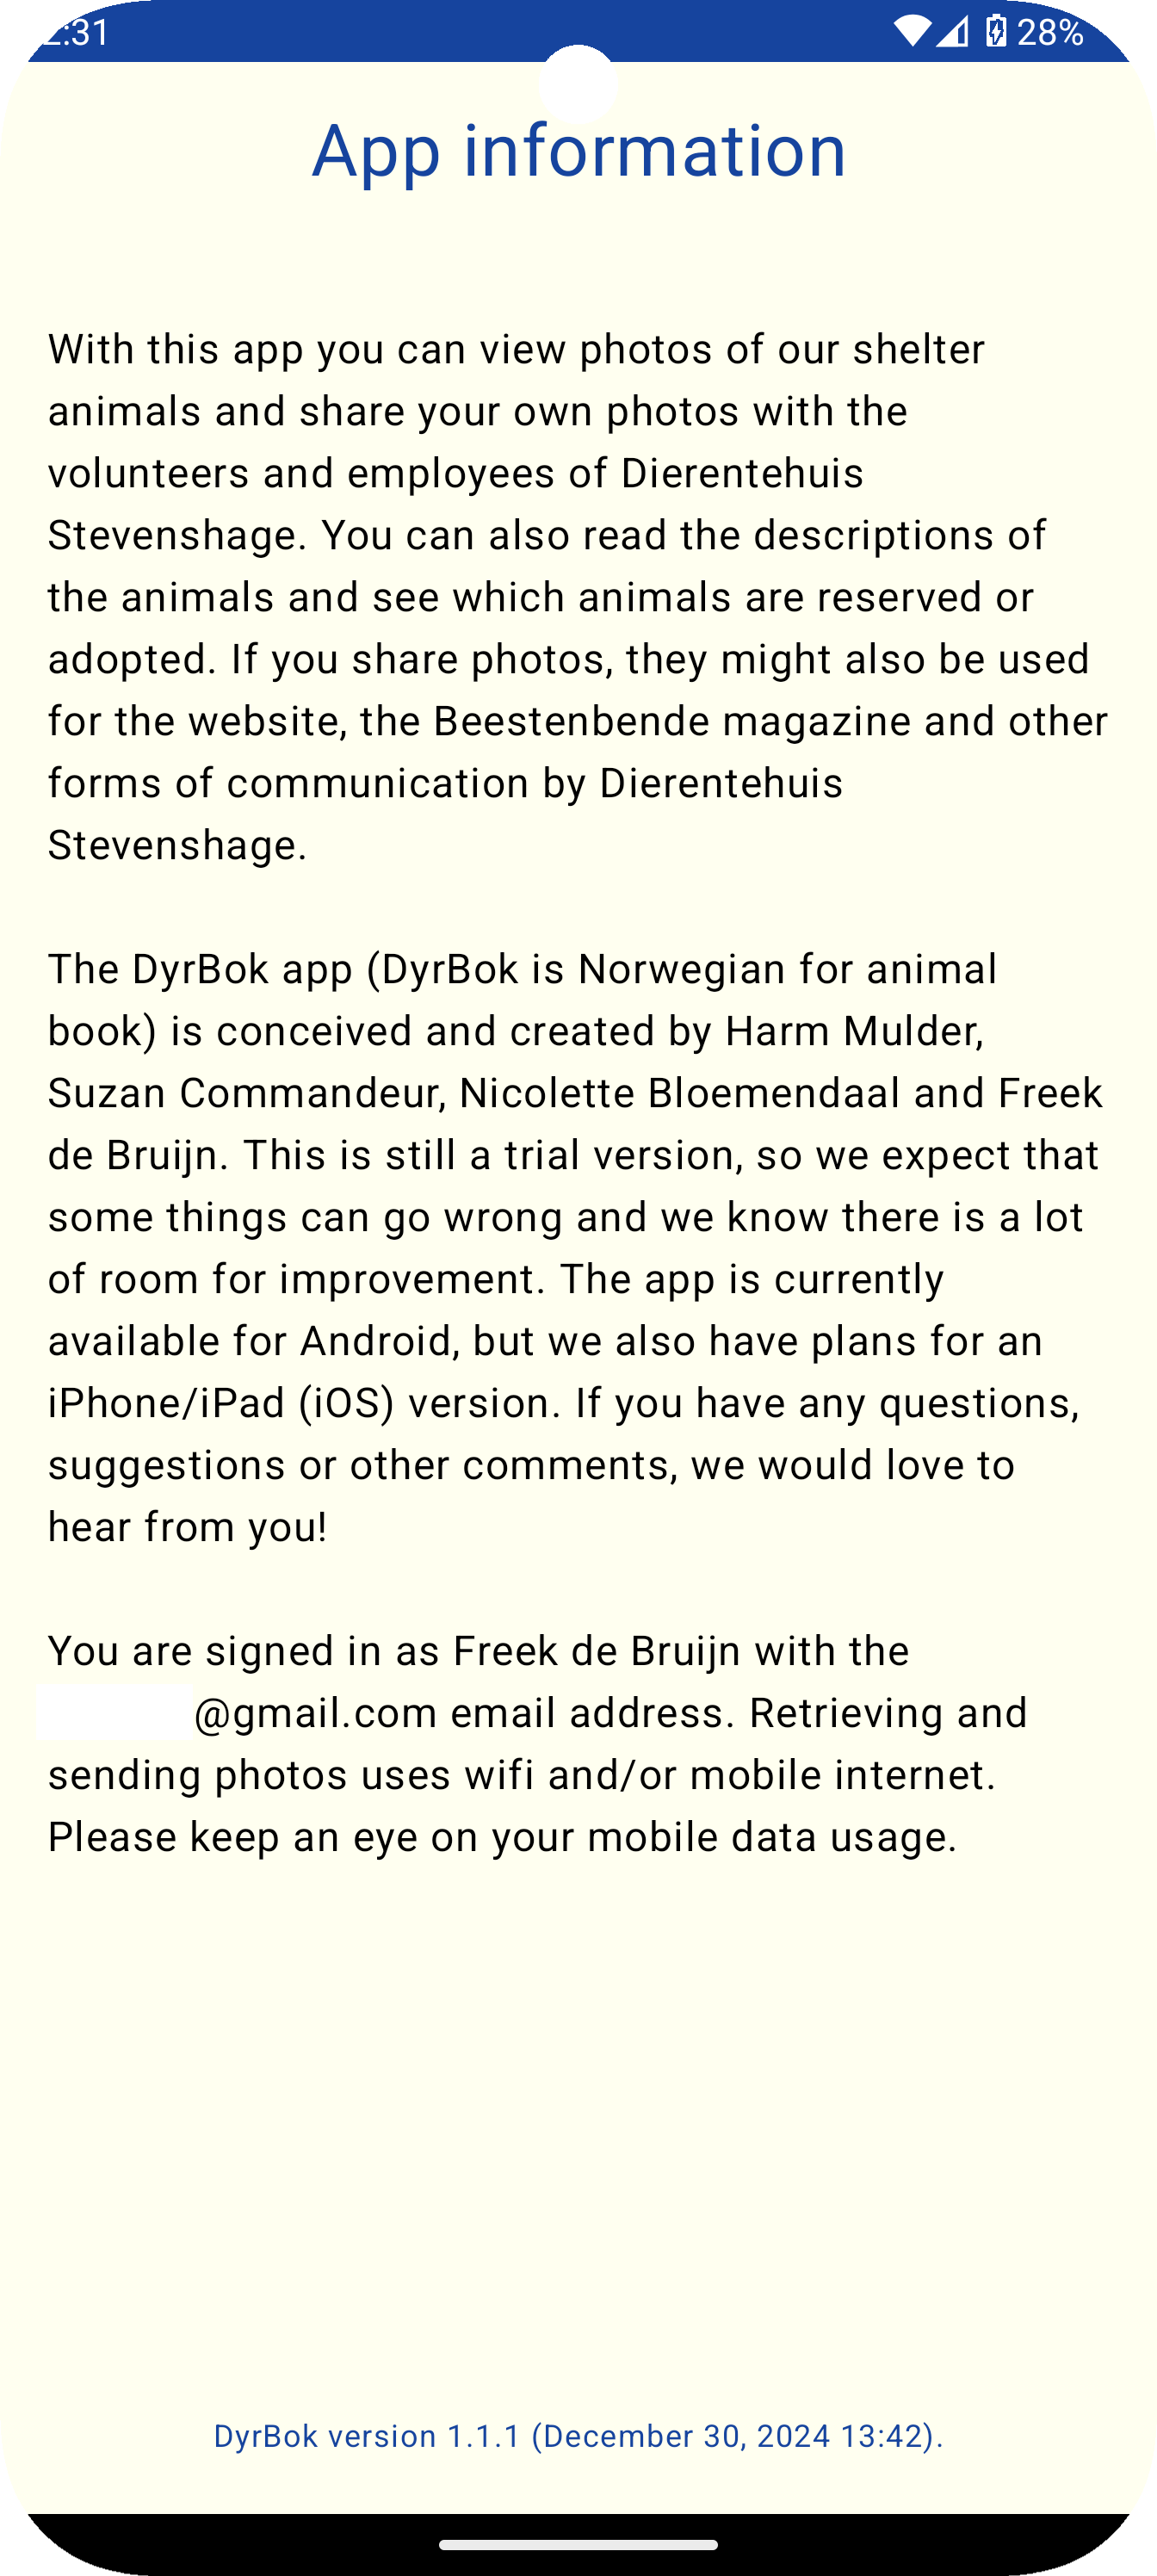 :31
28%
App information
With this app you can view photos of our shelter
animals and share your own photos with the
volunteers and employees of Dierentehuis
Stevenshage. You can also read the descriptions of
the animals and see which animals are reserved or
adopted. If you share photos, they might also be used
for the website, the Beestenbende magazine and other
forms of communication by Dierentehuis
Stevenshage.
The DyrBok app (DyrBok is Norwegian for animal
book) is conceived and created by Harm Mulder,
Suzan Commandeur, Nicolette Bloemendaal and Freek
de Bruijn. This is still a trial version, so we expect that
some things can go wrong and we know there is a lot
of room for improvement. The app is currently
available for Android, but we also have plans for an
iPhone/iPad (iOS) version. If you have any questions,
suggestions or other comments, we would love to
hear from you!
You are signed in as Freek de Bruijn with the
@gmail.com email address. Retrieving and
sending photos uses wifi and/or mobile internet.
Please keep an eye on your mobile data usage.
DyrBok version 1.1.1 (December 30, 2024 13:42).